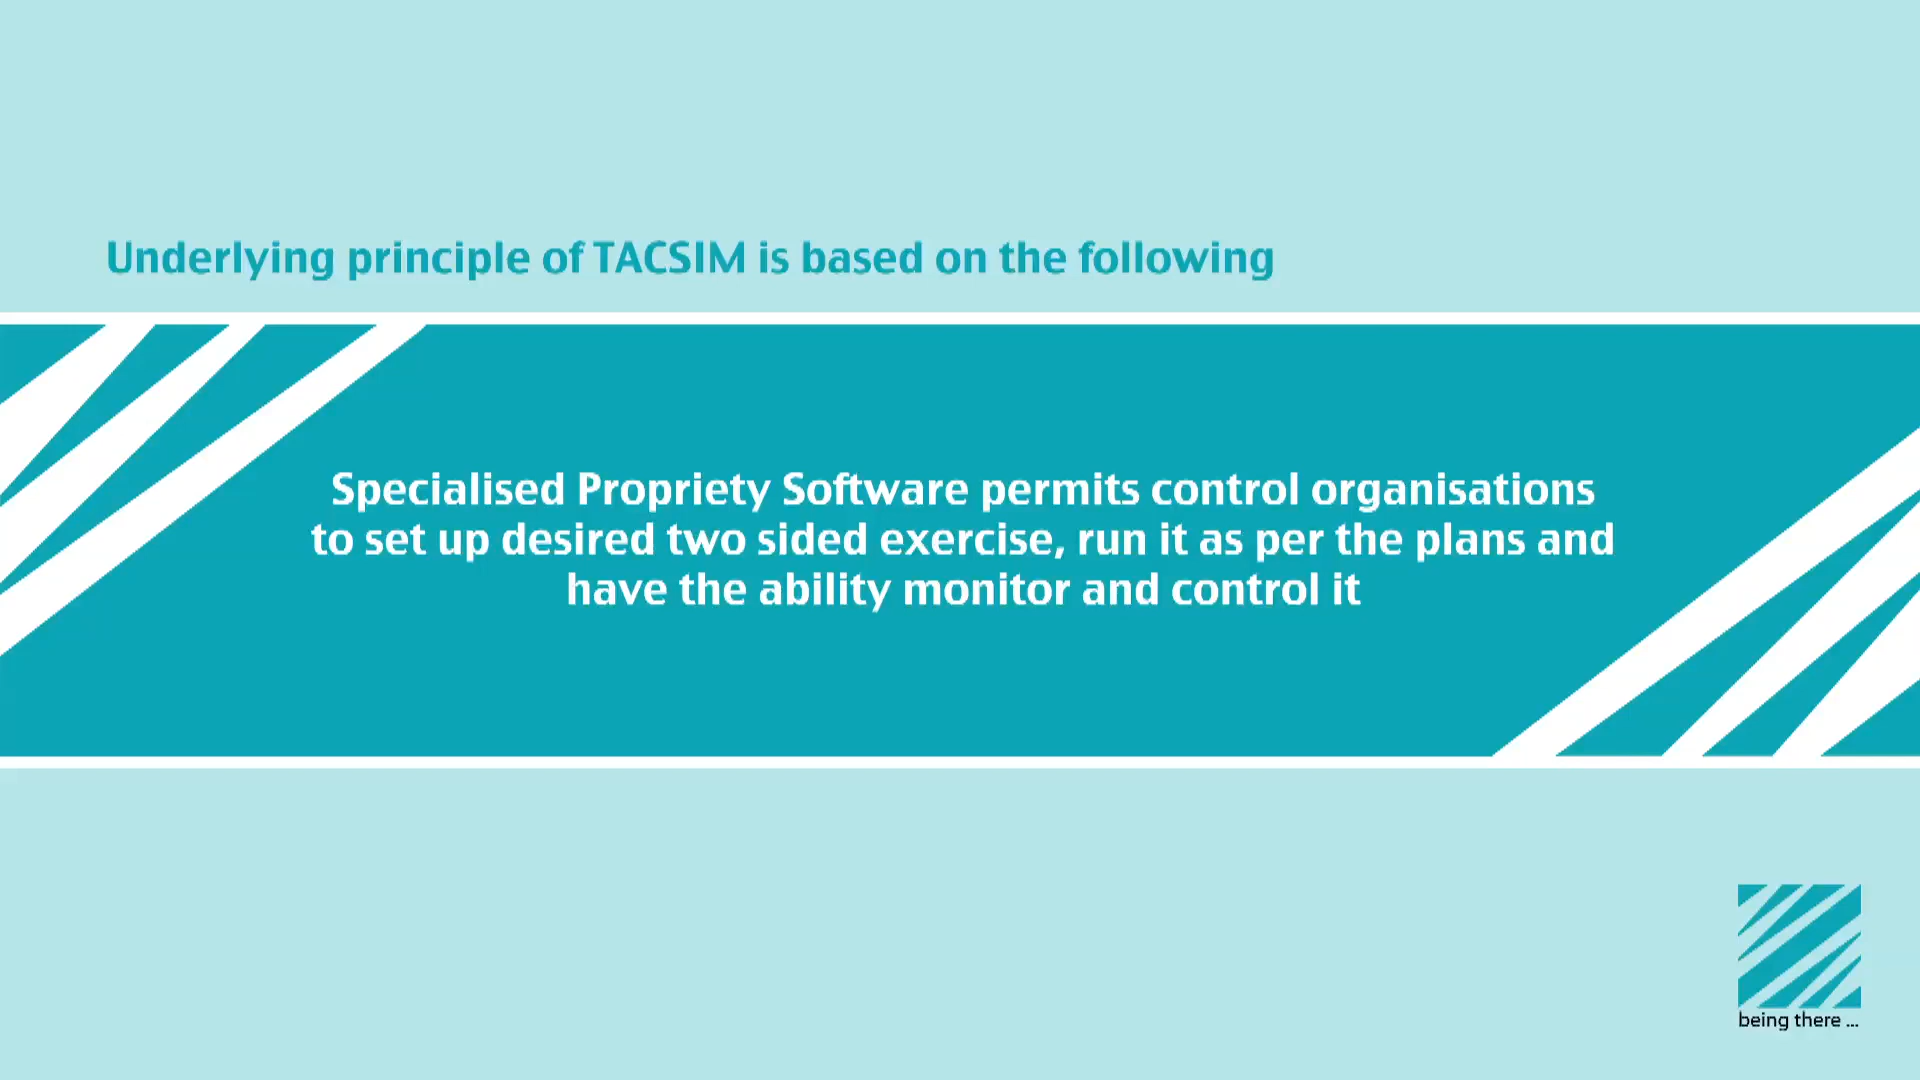 Underlying principle of TACSIM is based on the following
Specialised Propriety Software permits control organisations
to set up desired two sided exercise, run it as per the plans and
have the ability monitor and control it
being there ...